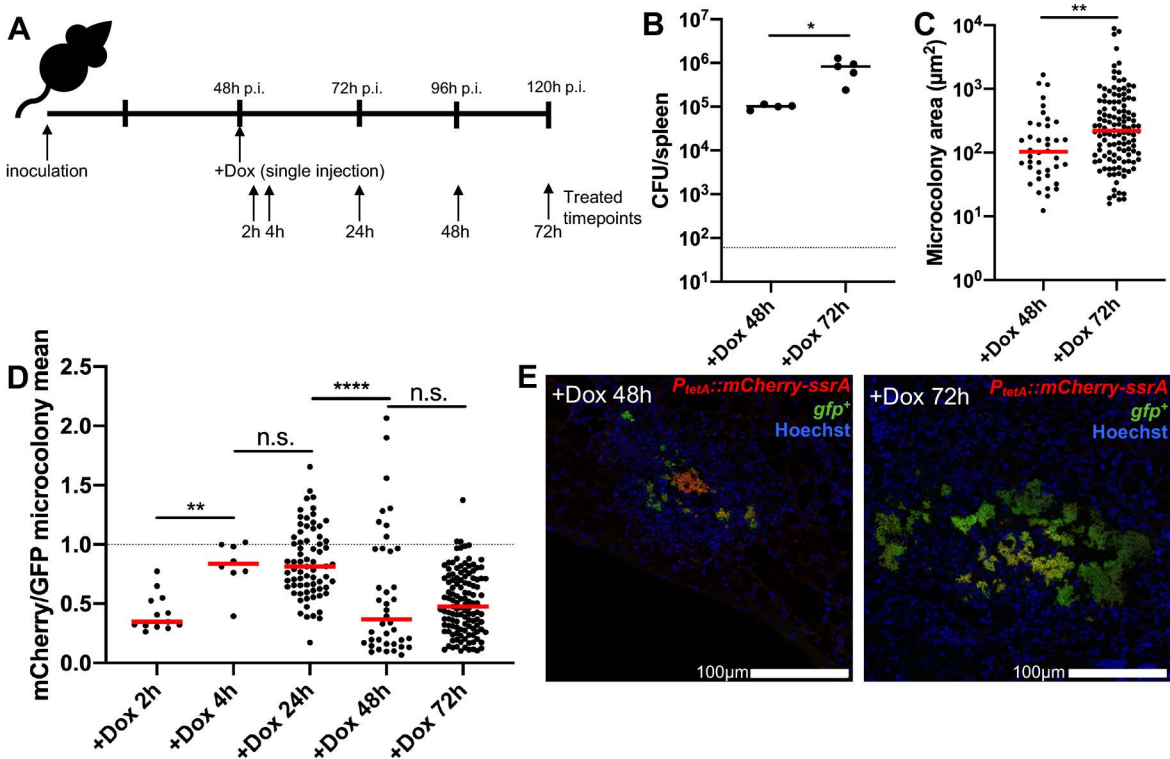 A
48h p.i.
72h p.i.
96h p.i.
120h p.i.
inoculation
+Dox (single injection)
2h
4h
24h
48h
72h
Treated
timepoints
B
*
CFU/spleen
10⁷
10⁶
10⁵
10⁴
10³
10²
10¹
+Dox 48h
+Dox 72h
C
**
Microcolony area (µm²)
10⁴
10³
10²
10¹
10⁰
+Dox 48h
+Dox 72h
D
mCherry/GFP microcolony mean
2.5
2.0
1.5
1.0
0.5
0.0
**
n.s.
****
n.s.
+Dox 2h
+Dox 4h
+Dox 24h
+Dox 48h
+Dox 72h
E
+Dox 48h
PtetA::mCherry-ssrA
gfp⁺
Hoechst
100µm
+Dox 72h
PtetA::mCherry-ssrA
gfp⁺
Hoechst
100µm